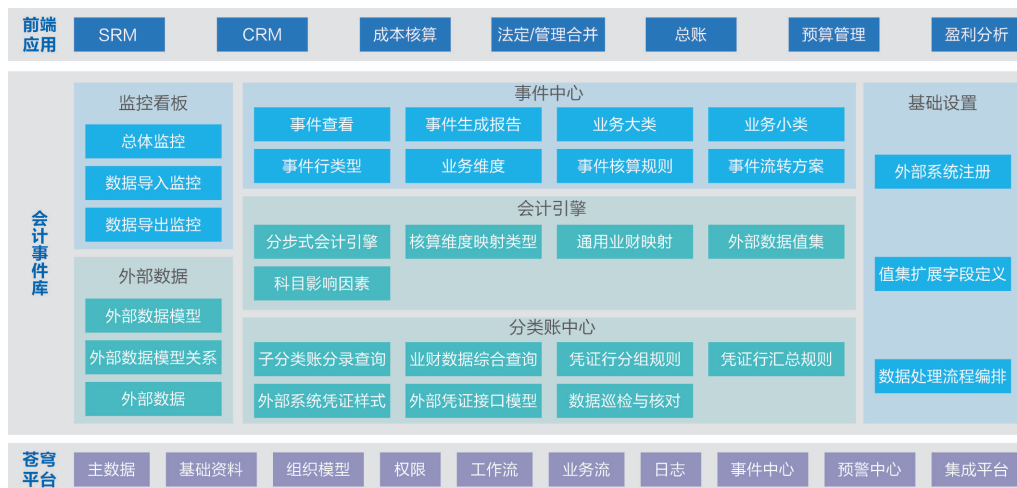 前端
应用
SRM
CRM
成本核算
法定/管理合并
总账
预算管理
盈利分析
会计事件库
监控看板
总体监控
数据导入监控
数据导出监控
外部数据
外部数据模型
外部数据模型关系
外部数据
事件中心
事件查看
事件生成报告
业务大类
业务小类
事件行类型
业务维度
事件核算规则
事件流转方案
会计引擎
分步式会计引擎
核算维度映射类型
通用业财映射
外部数据值集
科目影响因素
分类账中心
子分类账分录查询
业财数据综合查询
凭证行分组规则
凭证行汇总规则
外部系统凭证样式
外部凭证接口模型
数据巡检与核对
基础设置
外部系统注册
值集扩展字段定义
数据处理流程编排
苍穹
平台
主数据
基础资料
组织模型
权限
工作流
业务流
日志
事件中心
预警中心
集成平台